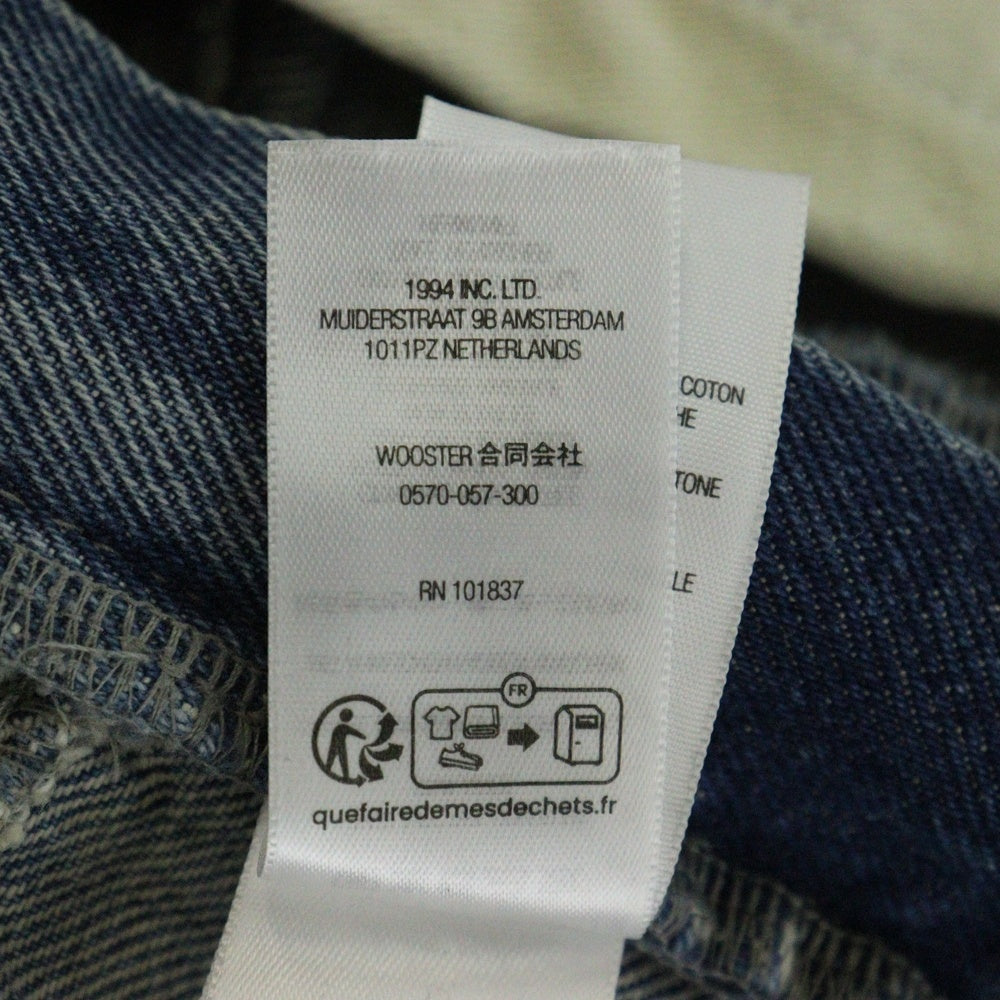 1994 INC. LTD.
MUIDERSTRAAT 9B AMSTERDAM
1011PZ NETHERLANDS
WOOSTER 合同会社
0570-057-300
RN 101837
FR
quefairedemesdechets.fr
COTON
HE
TONE
LE